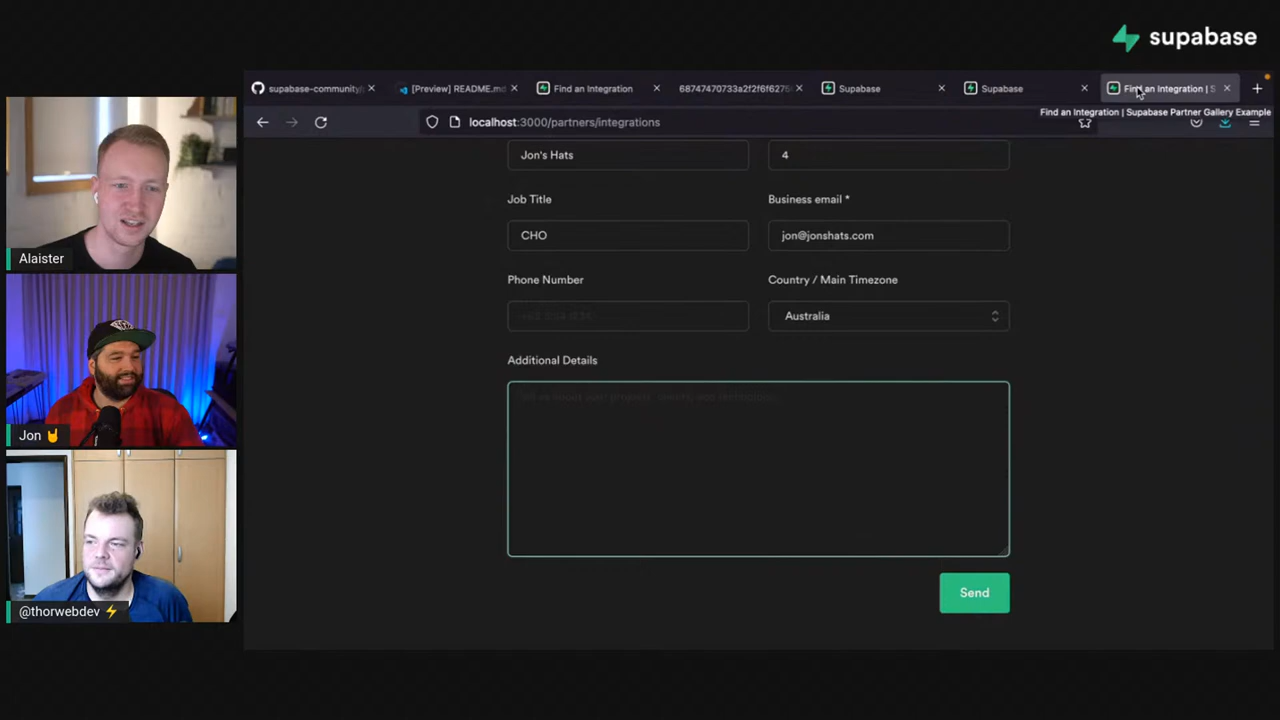 supabase
supabase-community/
[Preview] README.md
Find an Integration
68747470733a2f2f6f6275
Supabase
Supabase
Find an Integration | S
localhost:3000/partners/integrations
Find an Integration | Supabase Partner Gallery Example
Jon's Hats
4
Job Title
Business email *
CHO
jon@jonshats.com
Phone Number
Country / Main Timezone
Australia
Additional Details
Send
Alaister
Jon 🤘
@thorwebdev ⚡